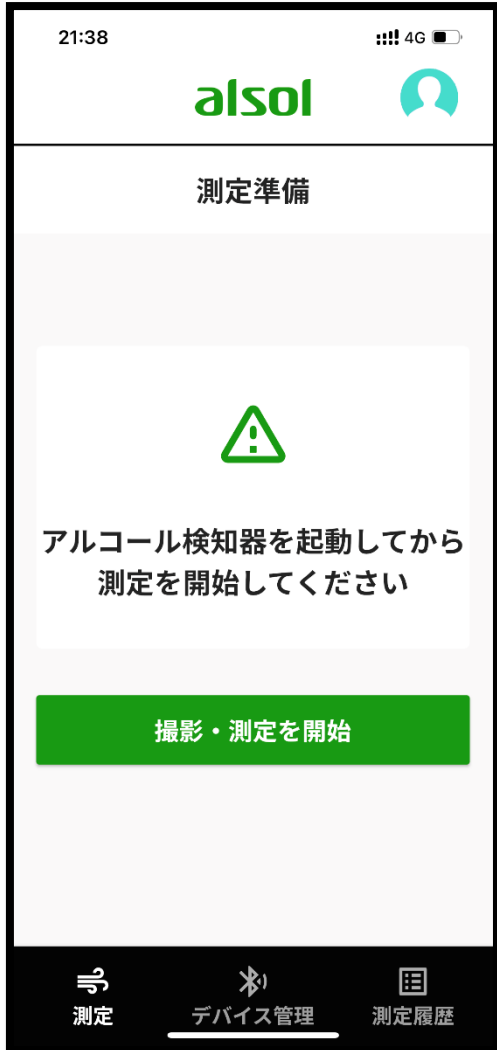 21:38
4G
alsol
測定準備
アルコール検知器を起動してから
測定を開始してください
撮影・測定を開始
測定
デバイス管理
測定履歴